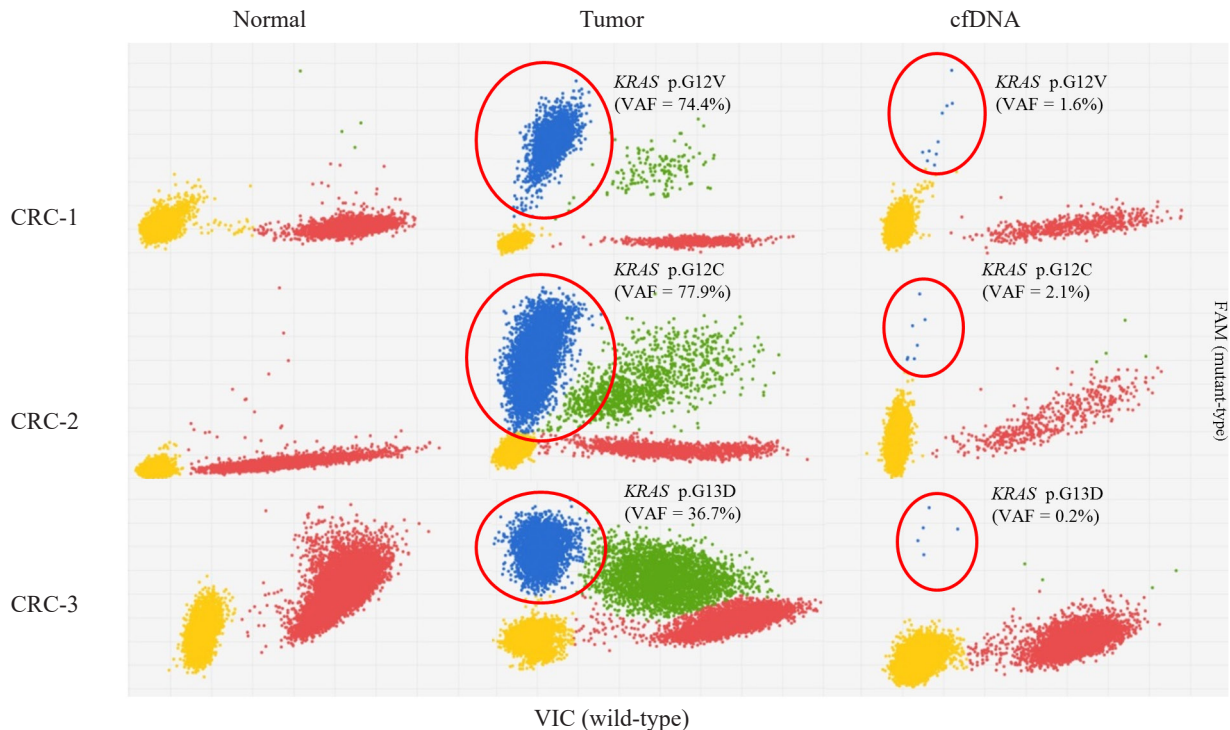 Normal
Tumor
cfDNA
CRC-1
KRAS p.G12V
(VAF = 74.4%)
KRAS p.G12V
(VAF = 1.6%)
CRC-2
KRAS p.G12C
(VAF = 77.9%)
KRAS p.G12C
(VAF = 2.1%)
CRC-3
KRAS p.G13D
(VAF = 36.7%)
KRAS p.G13D
(VAF = 0.2%)
FAM (mutant-type)
VIC (wild-type)